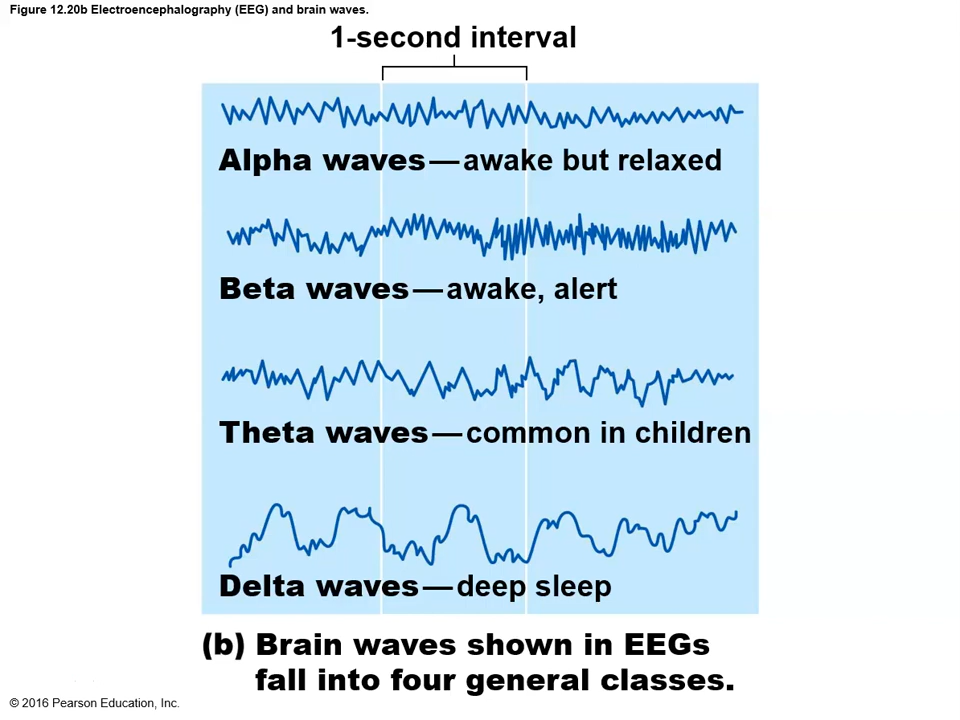 Figure 12.20b Electroencephalography (EEG) and brain waves.
1-second interval
Alpha waves—awake but relaxed
Beta waves—awake, alert
Theta waves—common in children
Delta waves—deep sleep
(b) Brain waves shown in EEGs
fall into four general classes.
© 2016 Pearson Education, Inc.